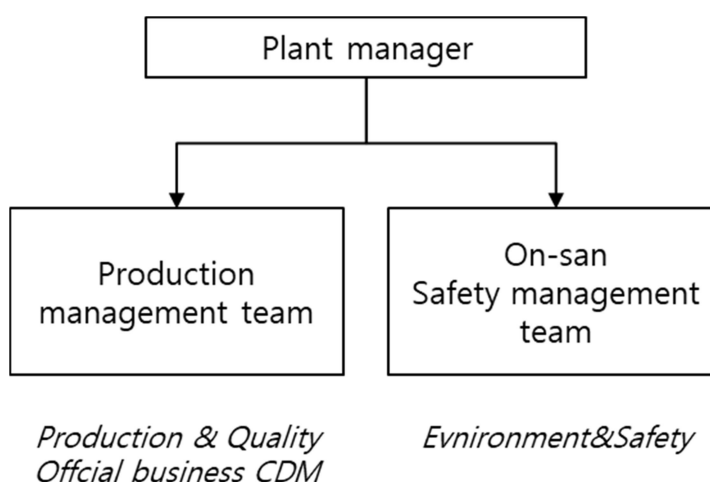 Plant manager
Production
management team
On-san
Safety management
team
Production & Quality
Offcial business CDM
Evnironment&Safety